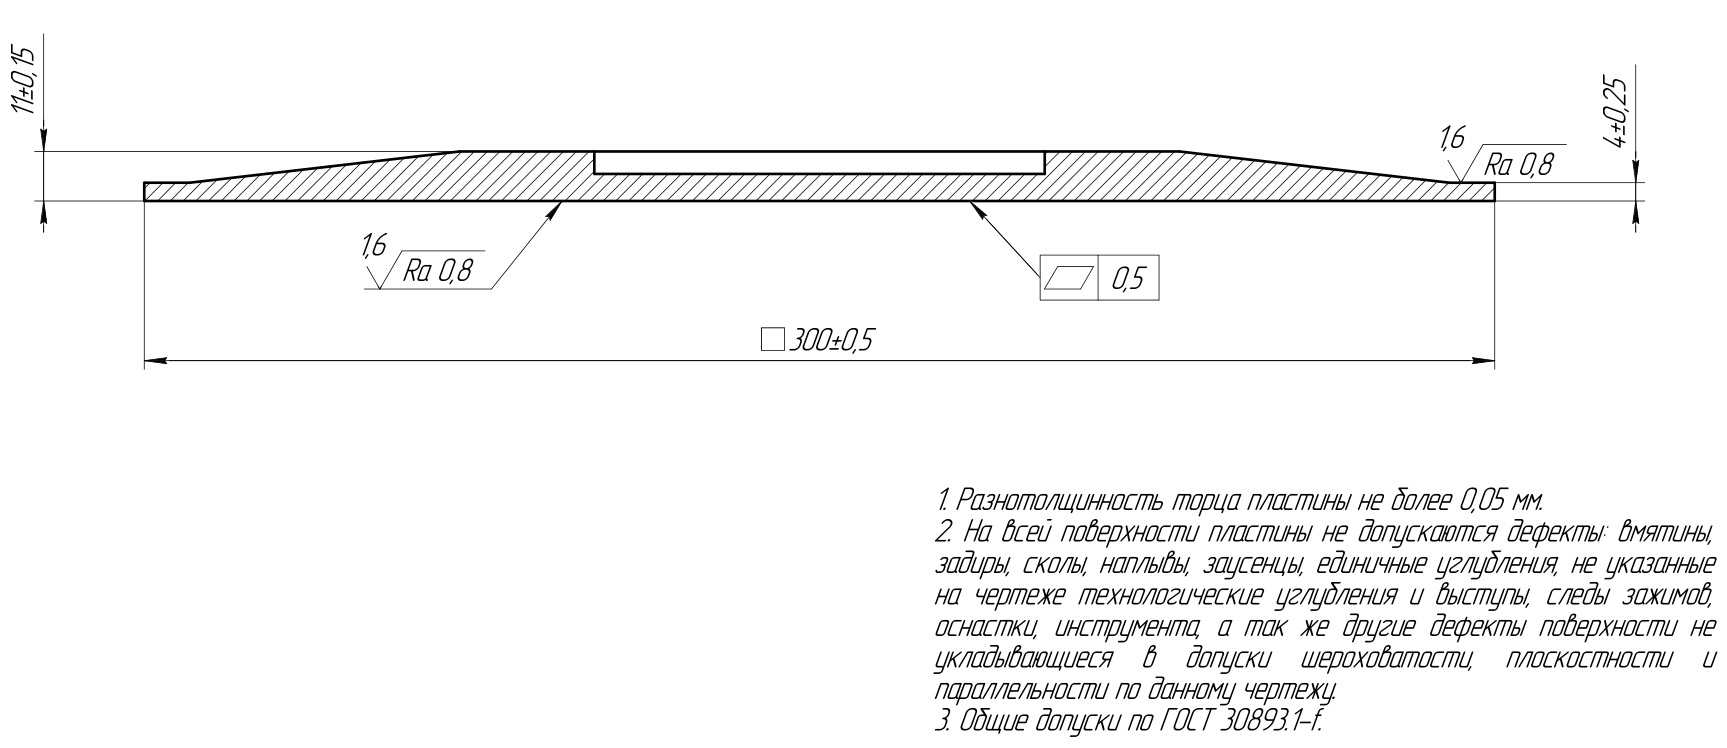 11±0,15
4±0,25
1,6
Ra 0,8
1,6
Ra 0,8
0,5
300±0,5
1. Разнотолщинность торца пластины не более 0,05 мм.
2. На всей поверхности пластины не допускаются дефекты: вмятины,
задиры, сколы, наплывы, заусенцы, единичные углубления, не указанные
на чертеже технологические углубления и выступы, следы зажимов,
оснастки, инструмента, а так же другие дефекты поверхности не
укладывающиеся в допуски шероховатости, плоскостности и
параллельности по данному чертежу.
3. Общие допуски по ГОСТ 30893.1-f.